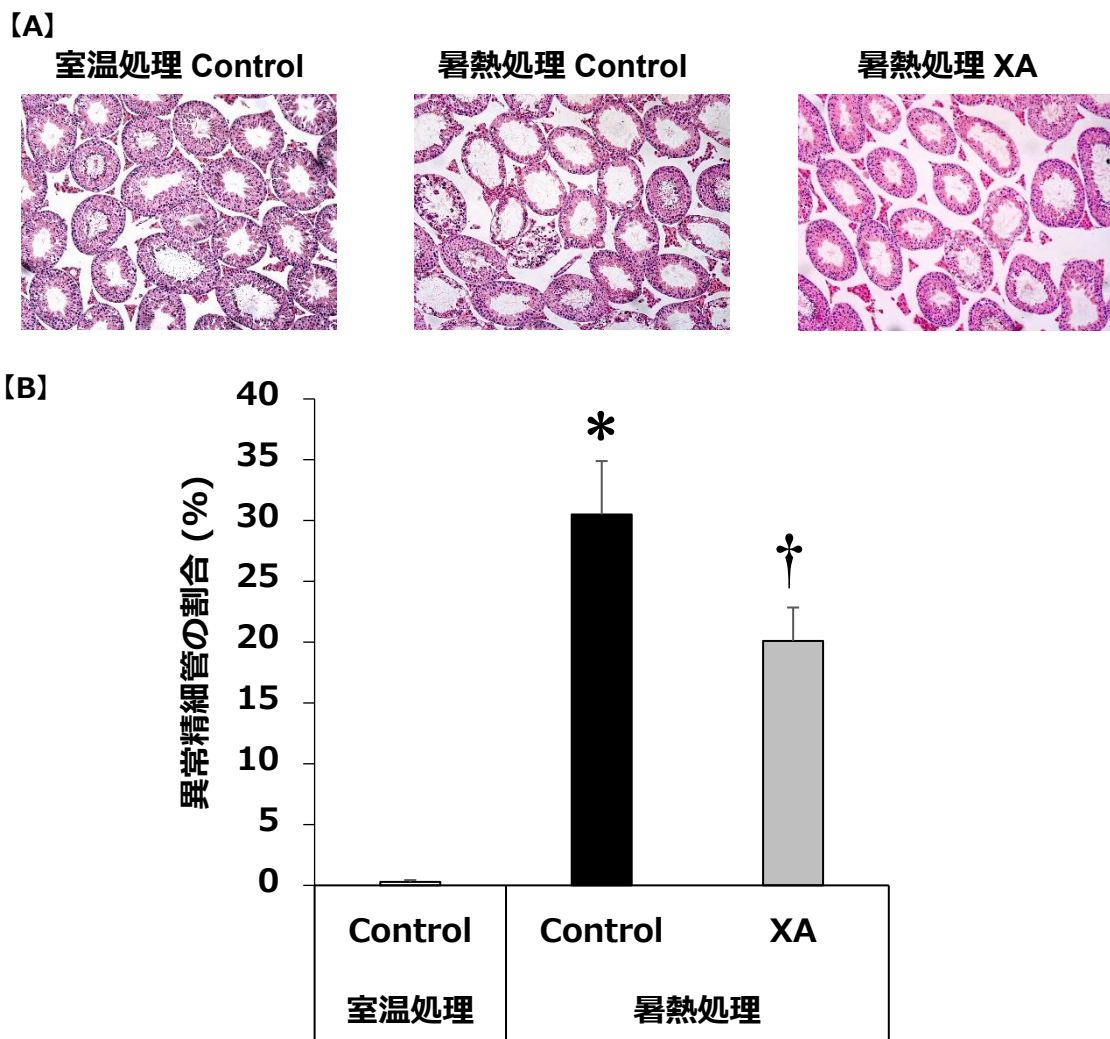 【A】
室温処理 Control
暑熱処理 Control
暑熱処理 XA
【B】
異常精細管の割合 (%)
40
35
30
25
20
15
10
5
0
*
†
Control
Control
XA
室温処理
暑熱処理